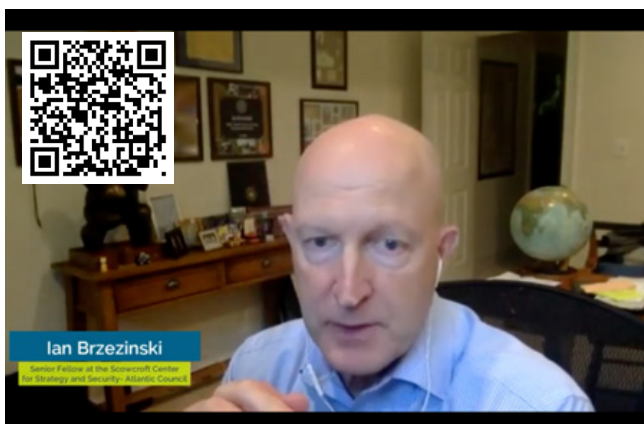 Ian Brzezinski
Senior Fellow at the Scowcroft Center
for Strategy and Security- Atlantic Council